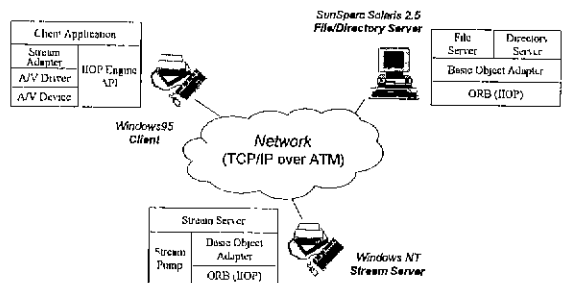 Client Application
Stream
Adapter
A/V Driver
A/V Device
IIOP Engine
API
Windows95
Client
SunSparc Solaris 2.5
File/Directory Server
File
Server
Directory
Server
Basic Object Adapter
ORB (IIOP)
Network
(TCP/IP over ATM)
Stream Server
Stream
Pump
Basic Object
Adapter
ORB (IIOP)
Windows NT
Stream Server